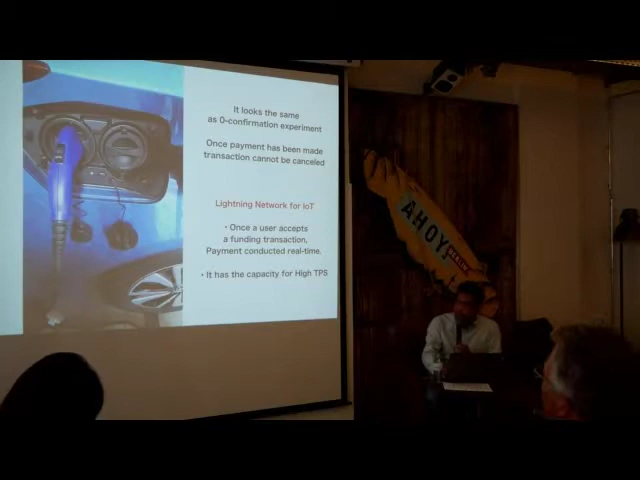 It looks the same
as 0-confirmation experiment
Once payment has been made
transaction cannot be canceled
Lightning Network for IoT
• Once a user accepts
a funding transaction,
Payment conducted real-time.
• It has the capacity for High TPS
AHOY!
BERLIN